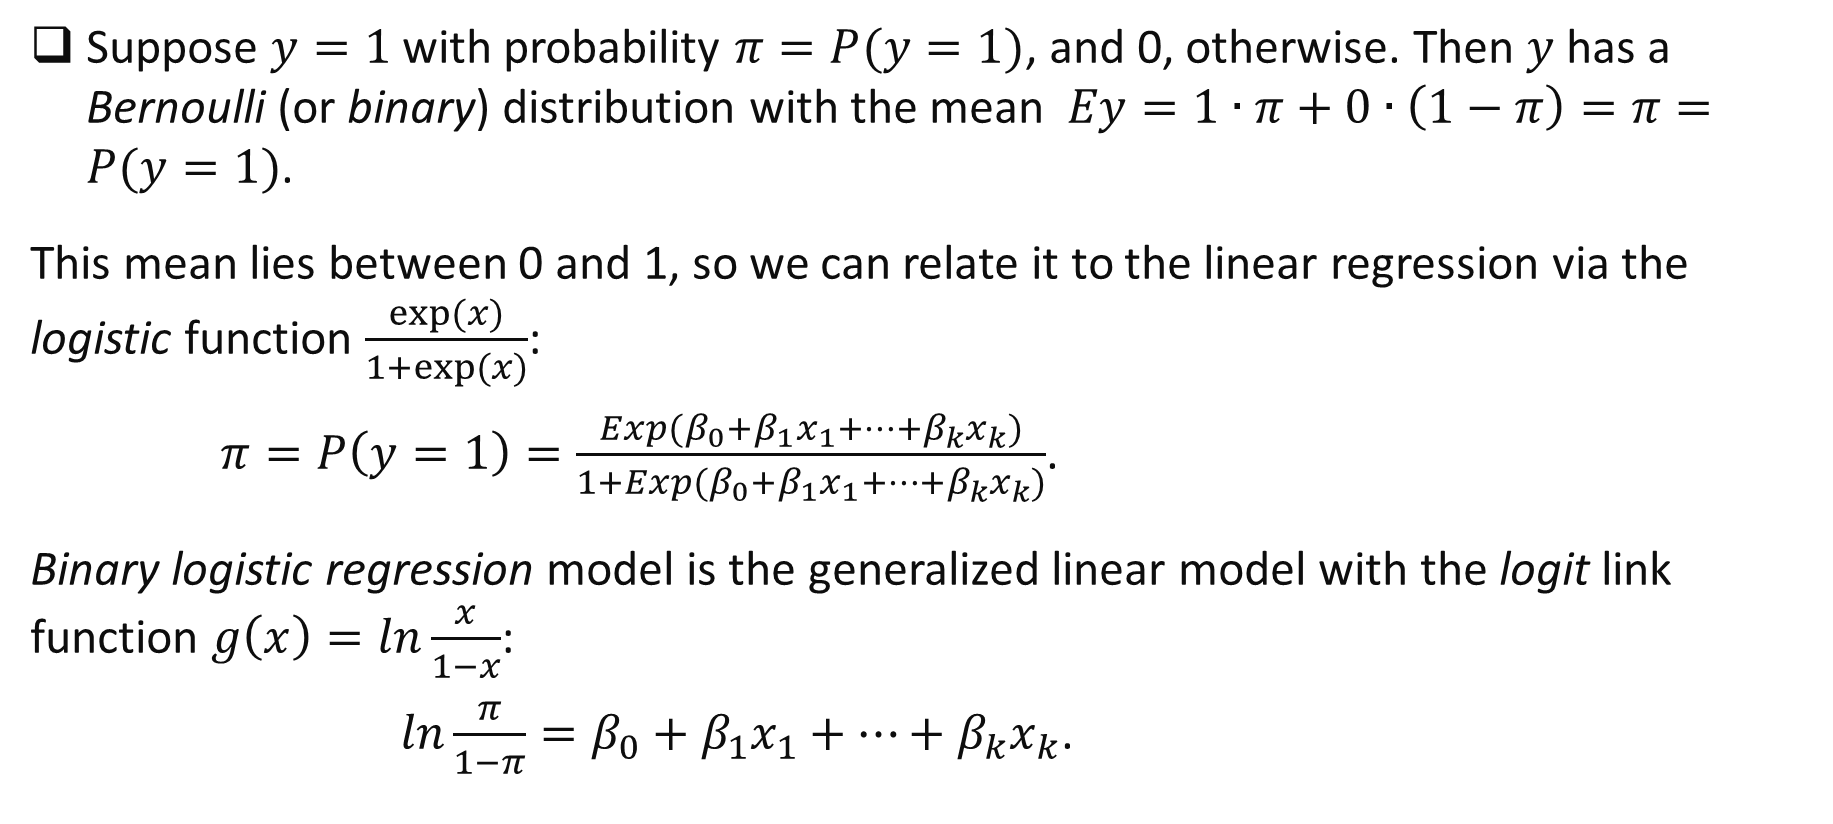 ❑ Suppose y = 1 with probability π = P(y = 1), and 0, otherwise. Then y has a
Bernoulli (or binary) distribution with the mean Ey = 1 · π + 0 · (1 − π) = π =
P(y = 1).
This mean lies between 0 and 1, so we can relate it to the linear regression via the
logistic function exp(x)/1+exp(x):
π = P(y = 1) = Exp(β₀+β₁x₁+⋯+βₖxₖ)/1+Exp(β₀+β₁x₁+⋯+βₖxₖ).
Binary logistic regression model is the generalized linear model with the logit link
function g(x) = ln x/1−x:
ln π/1−π = β₀ + β₁x₁ + ⋯ + βₖxₖ.